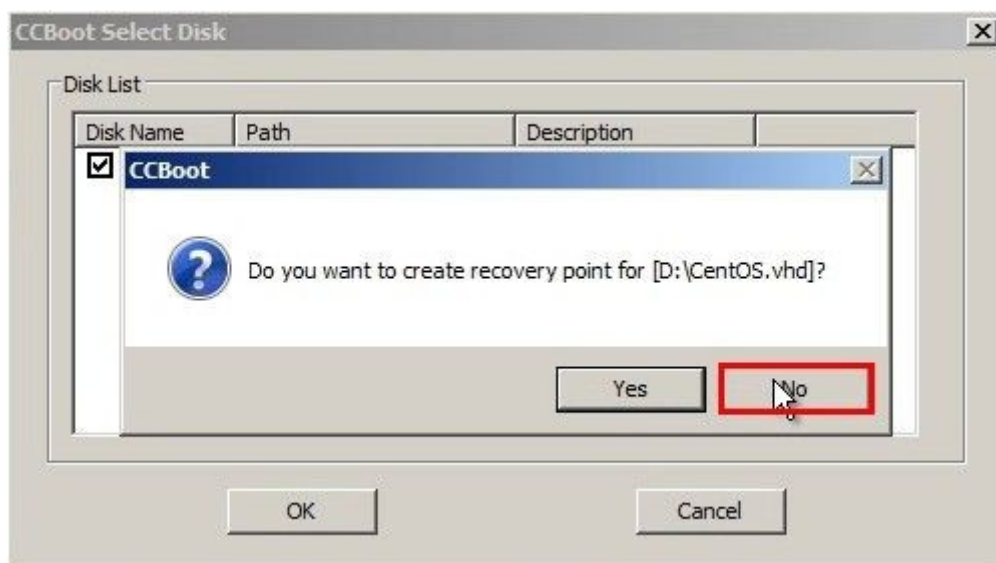 CCBoot Select Disk
Disk List
Disk Name Path Description
CCBoot
Do you want to create recovery point for [D:\CentOS.vhd]?
Yes No
OK Cancel